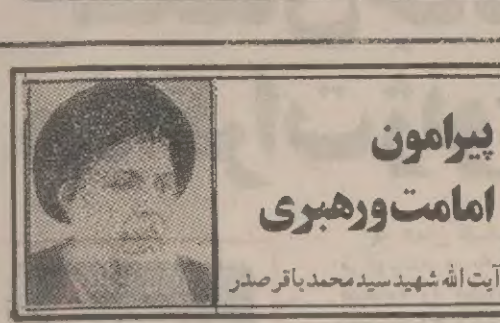 پیرامون
امامت‌ورهبری
آیت‌الله شهید سید محمد باقر صدر